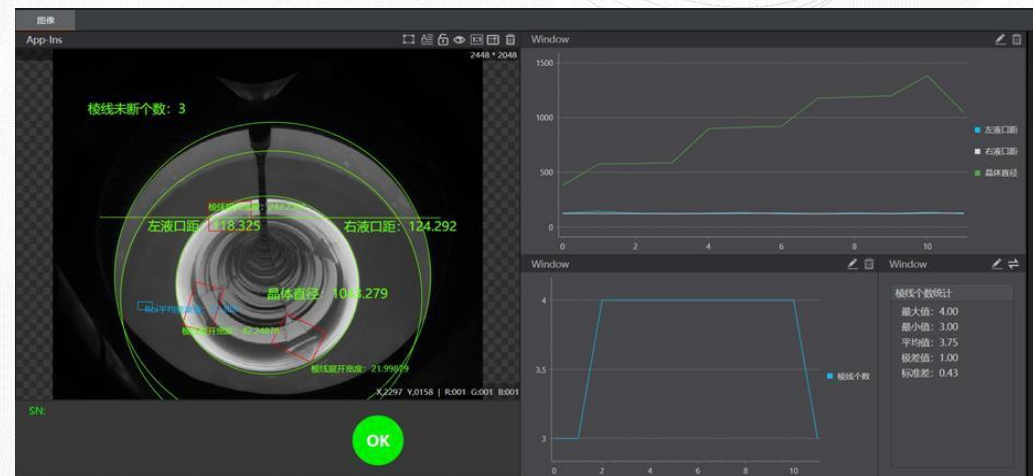 图像
App-Ins
2448 * 2048
棱线未断个数：3
左液口距：118.325
右液口距：124.292
晶体直径：1043.279
棱线展开宽度：21.99879
X,2297 Y,0158 | R:001 G:001 B:001
SN:
OK
Window
1500
1000
500
0
0 2 4 6 8 10
左液口距
右液口距
晶体直径
Window
4
3.5
3
0 2 4 6 8 10
棱线个数
Window
棱线个数统计
最大值：4.00
最小值：3.00
平均值：3.75
极差值：1.00
标准差：0.43